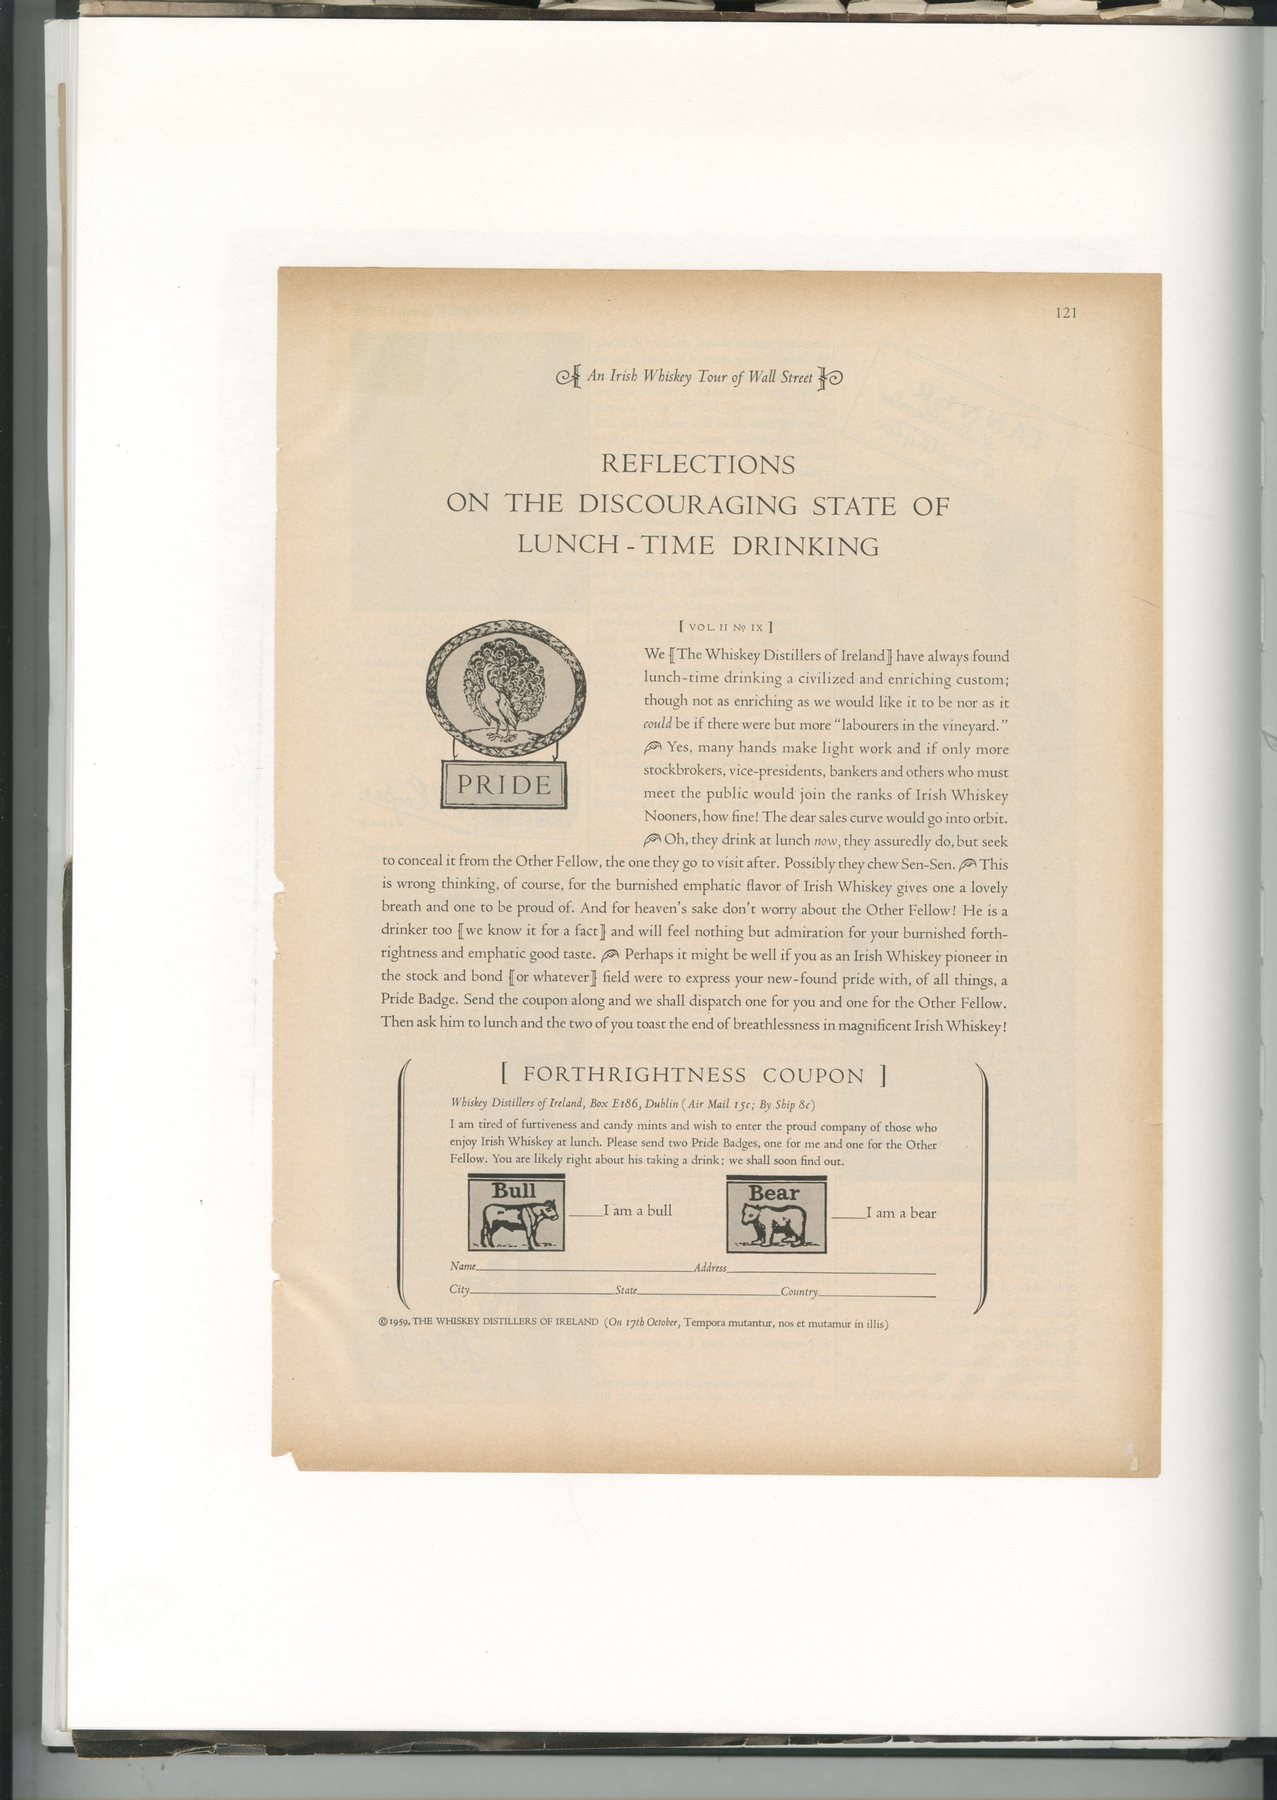 121
An Irish Whiskey Tour of Wall Street
REFLECTIONS
ON THE DISCOURAGING STATE OF
LUNCH-TIME DRINKING
PRIDE
[ VOL. II Nº IX ]
We [The Whiskey Distillers of Ireland] have always found
lunch-time drinking a civilized and enriching custom;
though not as enriching as we would like it to be nor as it
could be if there were but more “labourers in the vineyard.”
Yes, many hands make light work and if only more
stockbrokers, vice-presidents, bankers and others who must
meet the public would join the ranks of Irish Whiskey
Nooners, how fine! The dear sales curve would go into orbit.
Oh, they drink at lunch now, they assuredly do, but seek
to conceal it from the Other Fellow, the one they go to visit after. Possibly they chew Sen-Sen. This
is wrong thinking, of course, for the burnished emphatic flavor of Irish Whiskey gives one a lovely
breath and one to be proud of. And for heaven’s sake don’t worry about the Other Fellow! He is a
drinker too [we know it for a fact] and will feel nothing but admiration for your burnished forth-
rightness and emphatic good taste. Perhaps it might be well if you as an Irish Whiskey pioneer in
the stock and bond [or whatever] field were to express your new-found pride with, of all things, a
Pride Badge. Send the coupon along and we shall dispatch one for you and one for the Other Fellow.
Then ask him to lunch and the two of you toast the end of breathlessness in magnificent Irish Whiskey!
[ FORTHRIGHTNESS COUPON ]
Whiskey Distillers of Ireland, Box E186, Dublin (Air Mail 15c; By Ship 8c)
I am tired of furtiveness and candy mints and wish to enter the proud company of those who
enjoy Irish Whiskey at lunch. Please send two Pride Badges, one for me and one for the Other
Fellow. You are likely right about his taking a drink; we shall soon find out.
Bull
I am a bull
Bear
I am a bear
Name Address
City State Country
© 1959, THE WHISKEY DISTILLERS OF IRELAND (On 17th October, Tempora mutantur, nos et mutamur in illis)